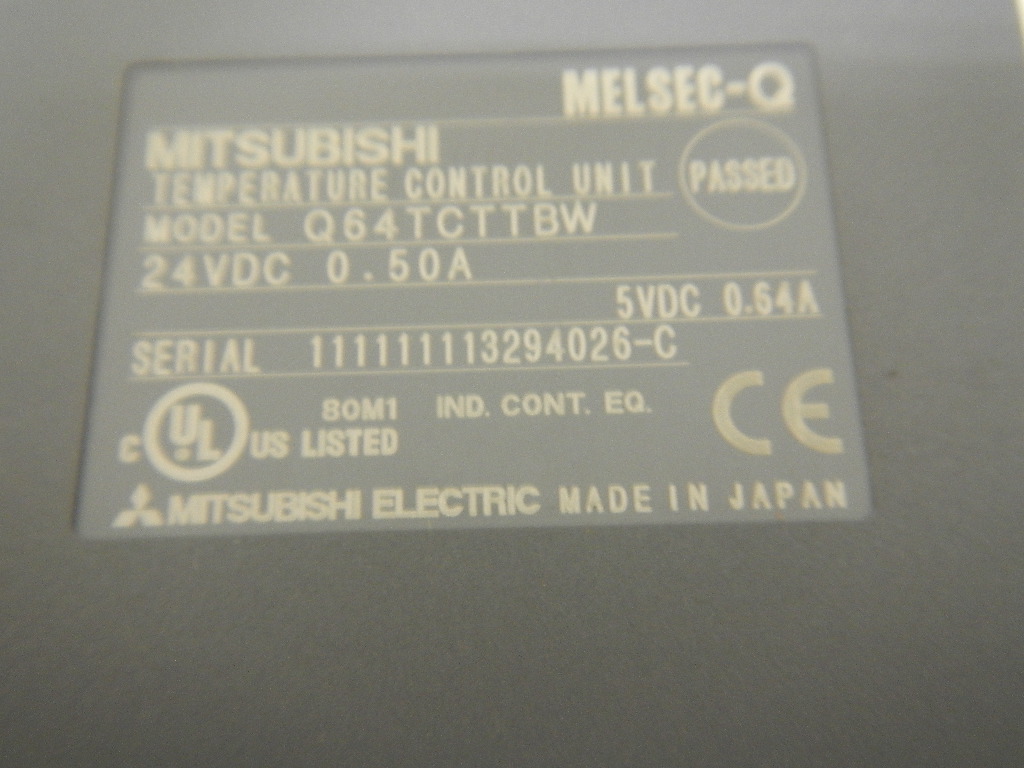 MELSEC-Q
MITSUBISHI
TEMPERATURE CONTROL UNIT PASSED
MODEL Q64TCTTBW
24VDC 0.50A
5VDC 0.64A
SERIAL 111111113294026-C
80M1 IND. CONT. EQ.
C UL US LISTED CE
MITSUBISHI ELECTRIC MADE IN JAPAN